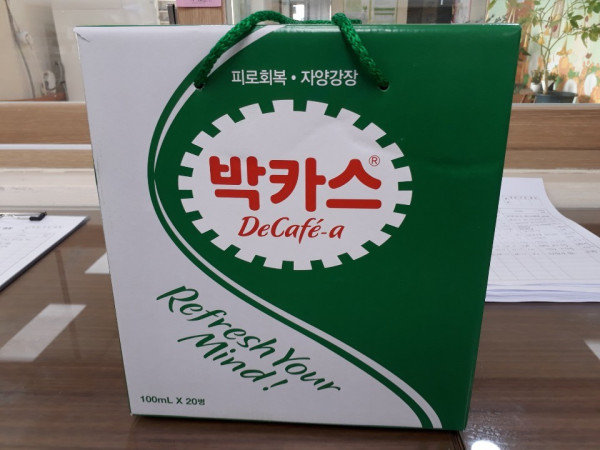 피로회복 · 자양강장
박카스®
DeCafé-a
Refresh Your
Mind!
100mL X 20병